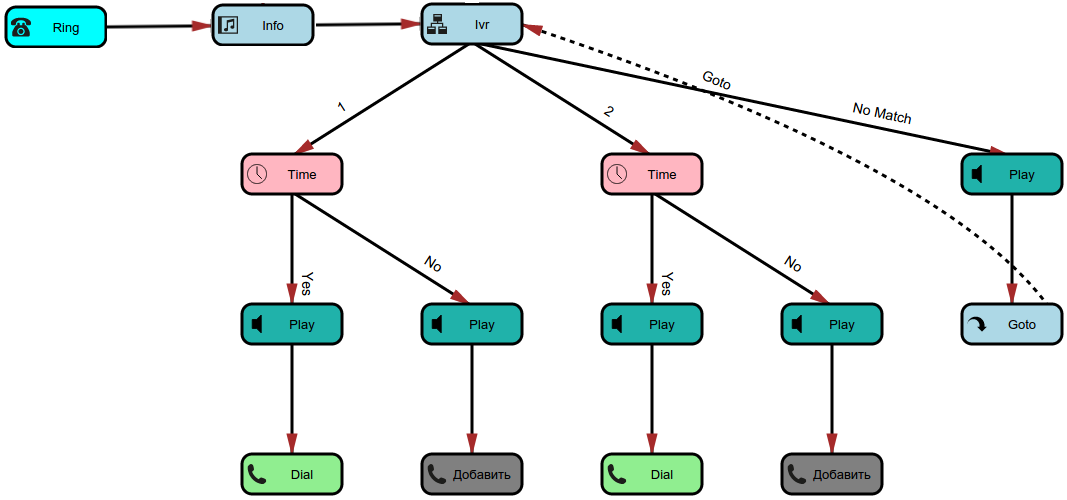 Ring
Info
Ivr
Goto
1
2
No Match
Time
Time
Play
No
No
Yes
Yes
Play
Play
Play
Play
Goto
Dial
Добавить
Dial
Добавить